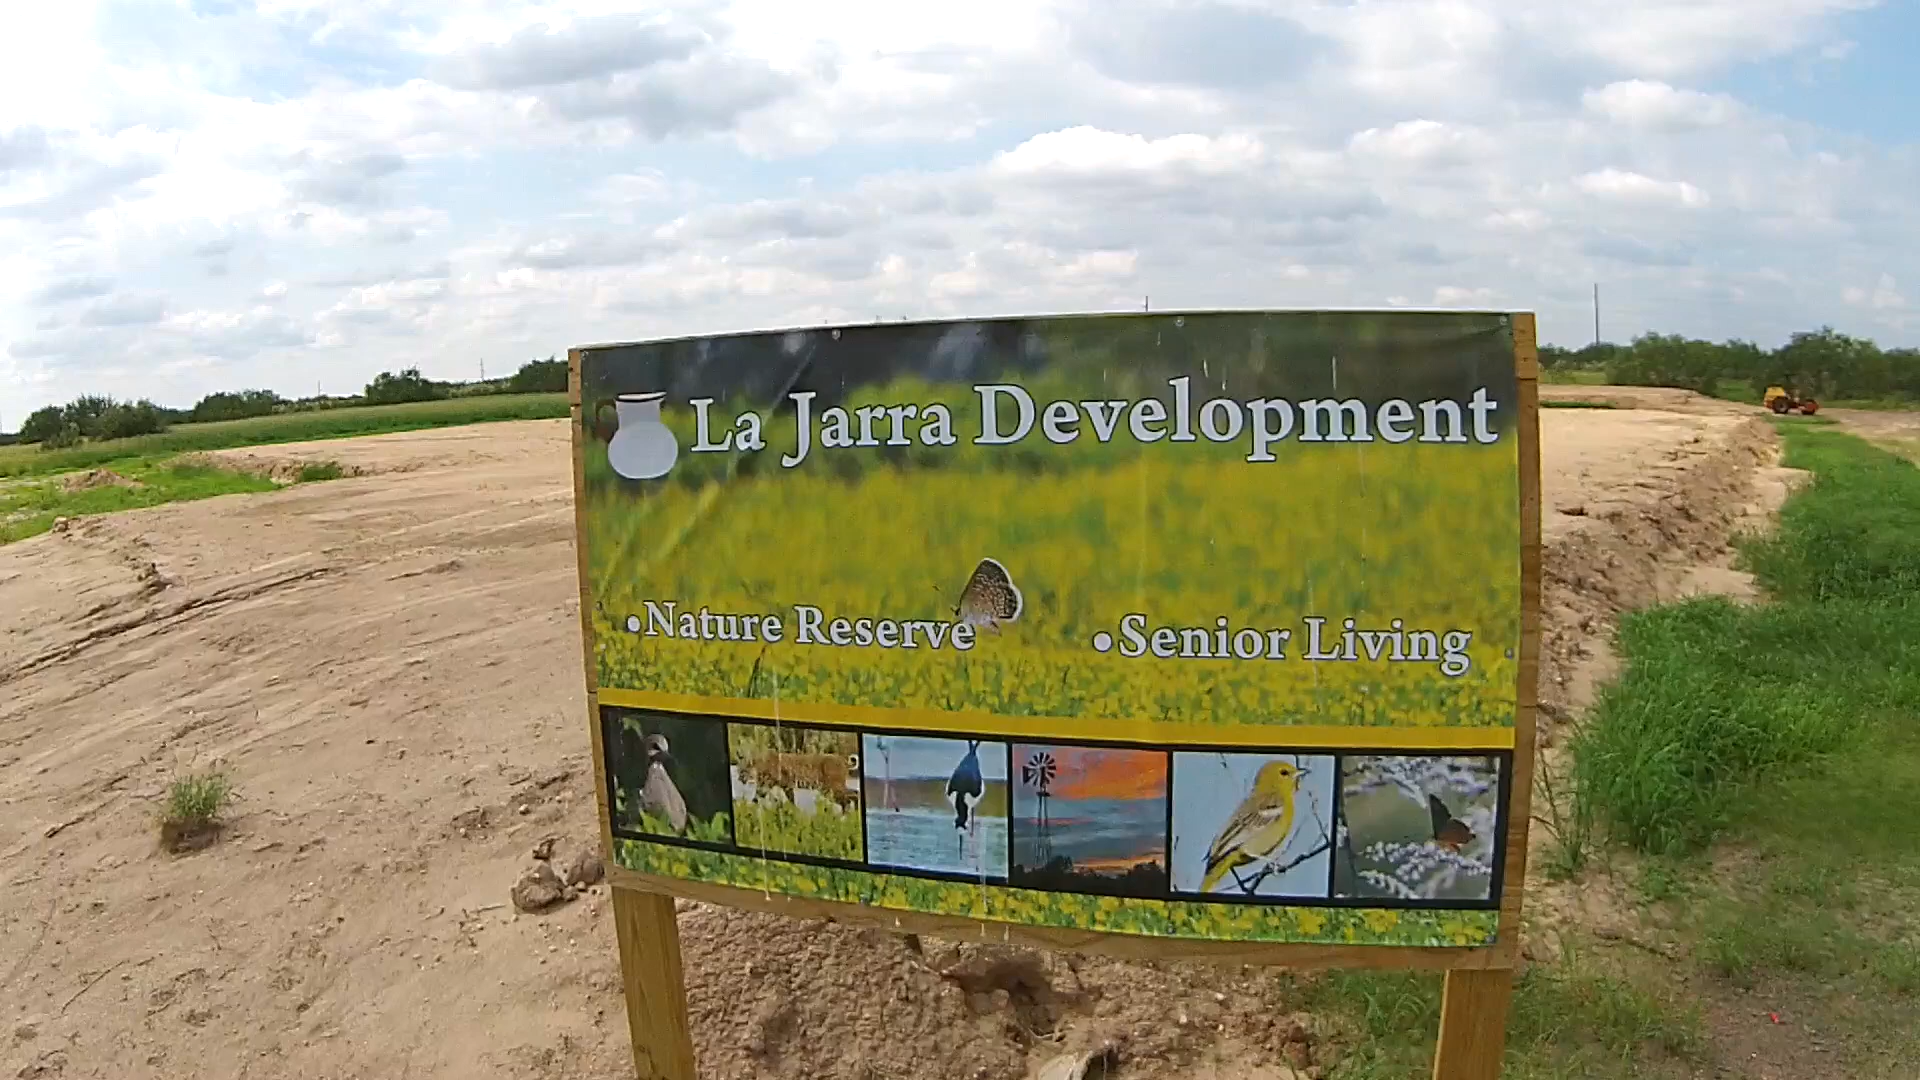 La Jarra Development
•Nature Reserve
•Senior Living